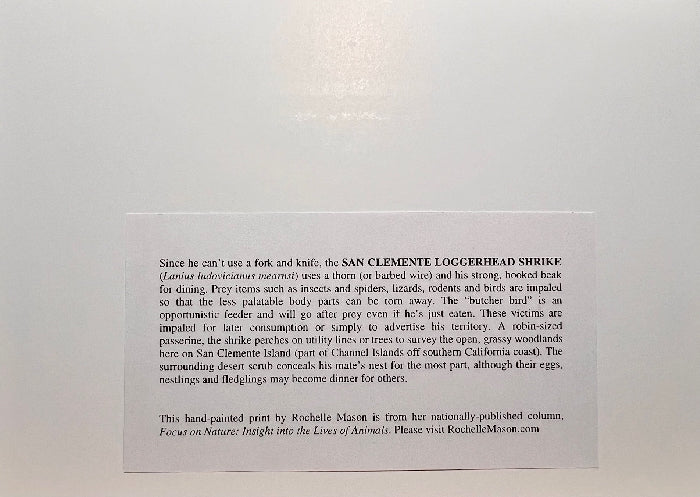 Since he can't use a fork and knife, the SAN CLEMENTE LOGGERHEAD SHRIKE
(Lanius ludovicianus mearnsi) uses a thorn (or barbed wire) and his strong, hooked beak
for dining. Prey items such as insects and spiders, lizards, rodents and birds are impaled
so that the less palatable body parts can be torn away. The "butcher bird" is an
opportunistic feeder and will go after prey even if he's just eaten. These victims are
impaled for later consumption or simply to advertise his territory. A robin-sized
passerine, the shrike perches on utility lines or trees to survey the open, grassy woodlands
here on San Clemente Island (part of Channel Islands off southern California coast). The
surrounding desert scrub conceals his mate's nest for the most part, although their eggs,
nestlings and fledglings may become dinner for others.
This hand-painted print by Rochelle Mason is from her nationally-published column,
Focus on Nature: Insight into the Lives of Animals. Please visit RochelleMason.com